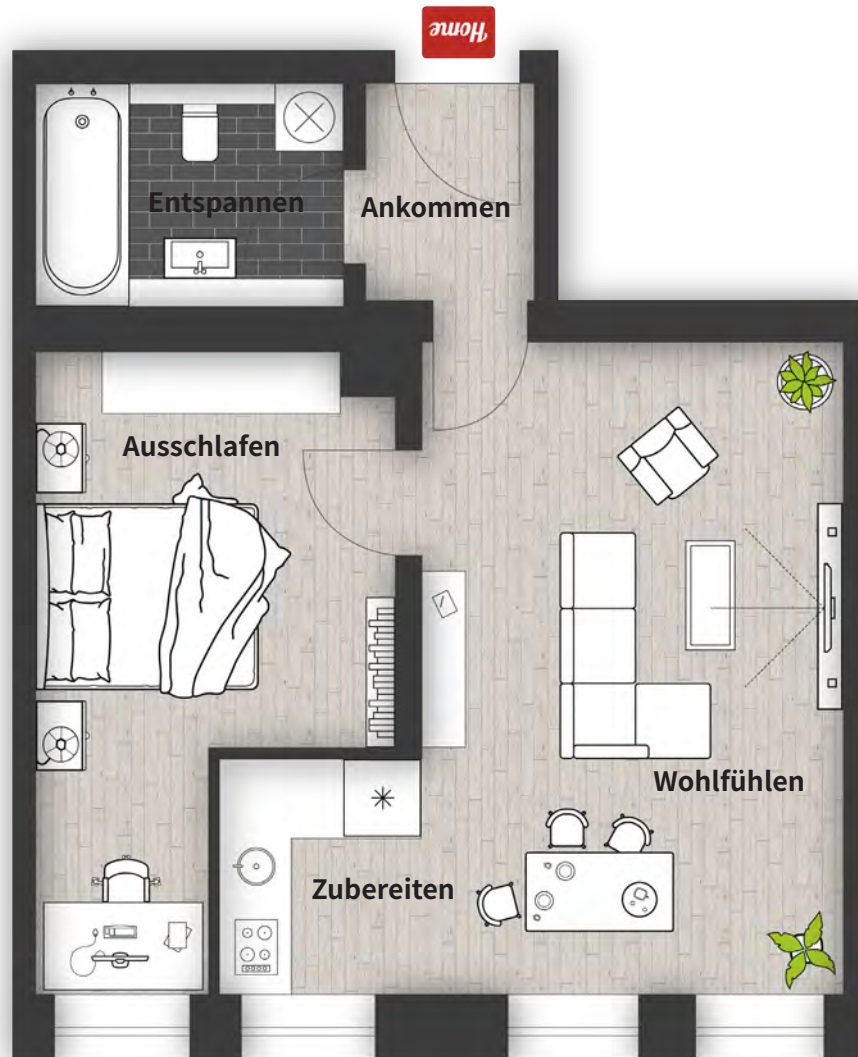 Home
Entspannen
Ankommen
Ausschlafen
Wohlfühlen
Zubereiten